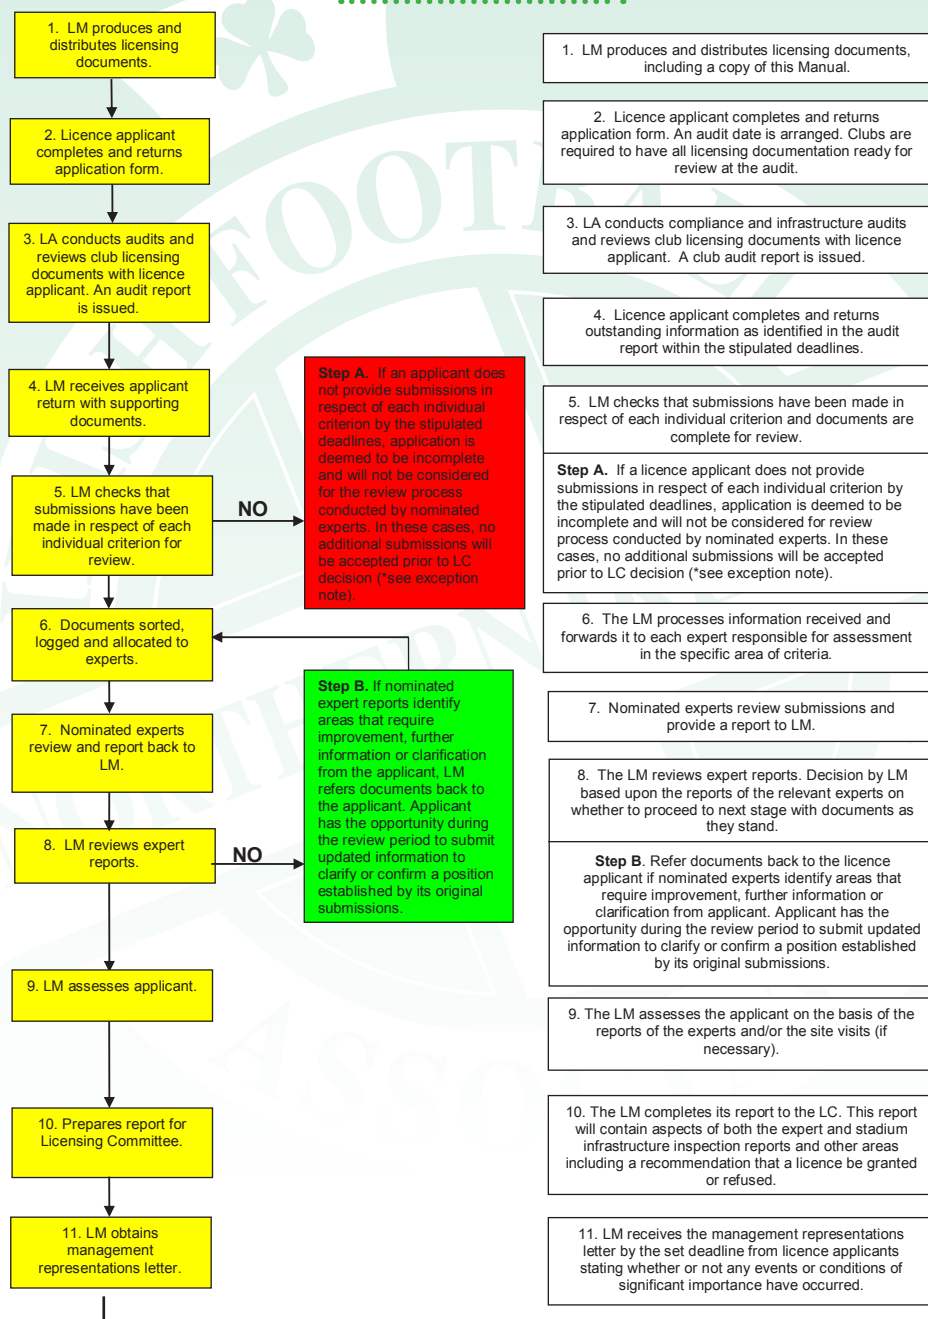 1. LM produces and
distributes licensing
documents.
2. Licence applicant
completes and returns
application form.
3. LA conducts audits and
reviews club licensing
documents with licence
applicant. An audit report
is issued.
4. LM receives applicant
return with supporting
documents.
5. LM checks that
submissions have been
made in respect of each
individual criterion for
review.
NO
Step A. If an applicant does
not provide submissions in
respect of each individual
criterion by the stipulated
deadlines, application is
deemed to be incomplete
and will not be considered
for the review process
conducted by nominated
experts. In these cases, no
additional submissions will
be accepted prior to LC
decision (*see exception
note).
6. Documents sorted,
logged and allocated to
experts.
7. Nominated experts
review and report back to
LM.
8. LM reviews expert
reports.
NO
Step B. If nominated
expert reports identify
areas that require
improvement, further
information or clarification
from the applicant, LM
refers documents back to
the applicant. Applicant
has the opportunity during
the review period to submit
updated information to
clarify or confirm a position
established by its original
submissions.
9. LM assesses applicant.
10. Prepares report for
Licensing Committee.
11. LM obtains
management
representations letter.
1. LM produces and distributes licensing documents,
including a copy of this Manual.
2. Licence applicant completes and returns
application form. An audit date is arranged. Clubs are
required to have all licensing documentation ready for
review at the audit.
3. LA conducts compliance and infrastructure audits
and reviews club licensing documents with licence
applicant. A club audit report is issued.
4. Licence applicant completes and returns
outstanding information as identified in the audit
report within the stipulated deadlines.
5. LM checks that submissions have been made in
respect of each individual criterion and documents are
complete for review.
Step A. If a licence applicant does not provide
submissions in respect of each individual criterion by
the stipulated deadlines, application is deemed to be
incomplete and will not be considered for review
process conducted by nominated experts. In these
cases, no additional submissions will be accepted
prior to LC decision (*see exception note).
6. The LM processes information received and
forwards it to each expert responsible for assessment
in the specific area of criteria.
7. Nominated experts review submissions and
provide a report to LM.
8. The LM reviews expert reports. Decision by LM
based upon the reports of the relevant experts on
whether to proceed to next stage with documents as
they stand.
Step B. Refer documents back to the licence
applicant if nominated experts identify areas that
require improvement, further information or
clarification from applicant. Applicant has the
opportunity during the review period to submit updated
information to clarify or confirm a position established
by its original submissions.
9. The LM assesses the applicant on the basis of the
reports of the experts and/or the site visits (if
necessary).
10. The LM completes its report to the LC. This report
will contain aspects of both the expert and stadium
infrastructure inspection reports and other areas
including a recommendation that a licence be granted
or refused.
11. LM receives the management representations
letter by the set deadline from licence applicants
stating whether or not any events or conditions of
significant importance have occurred.